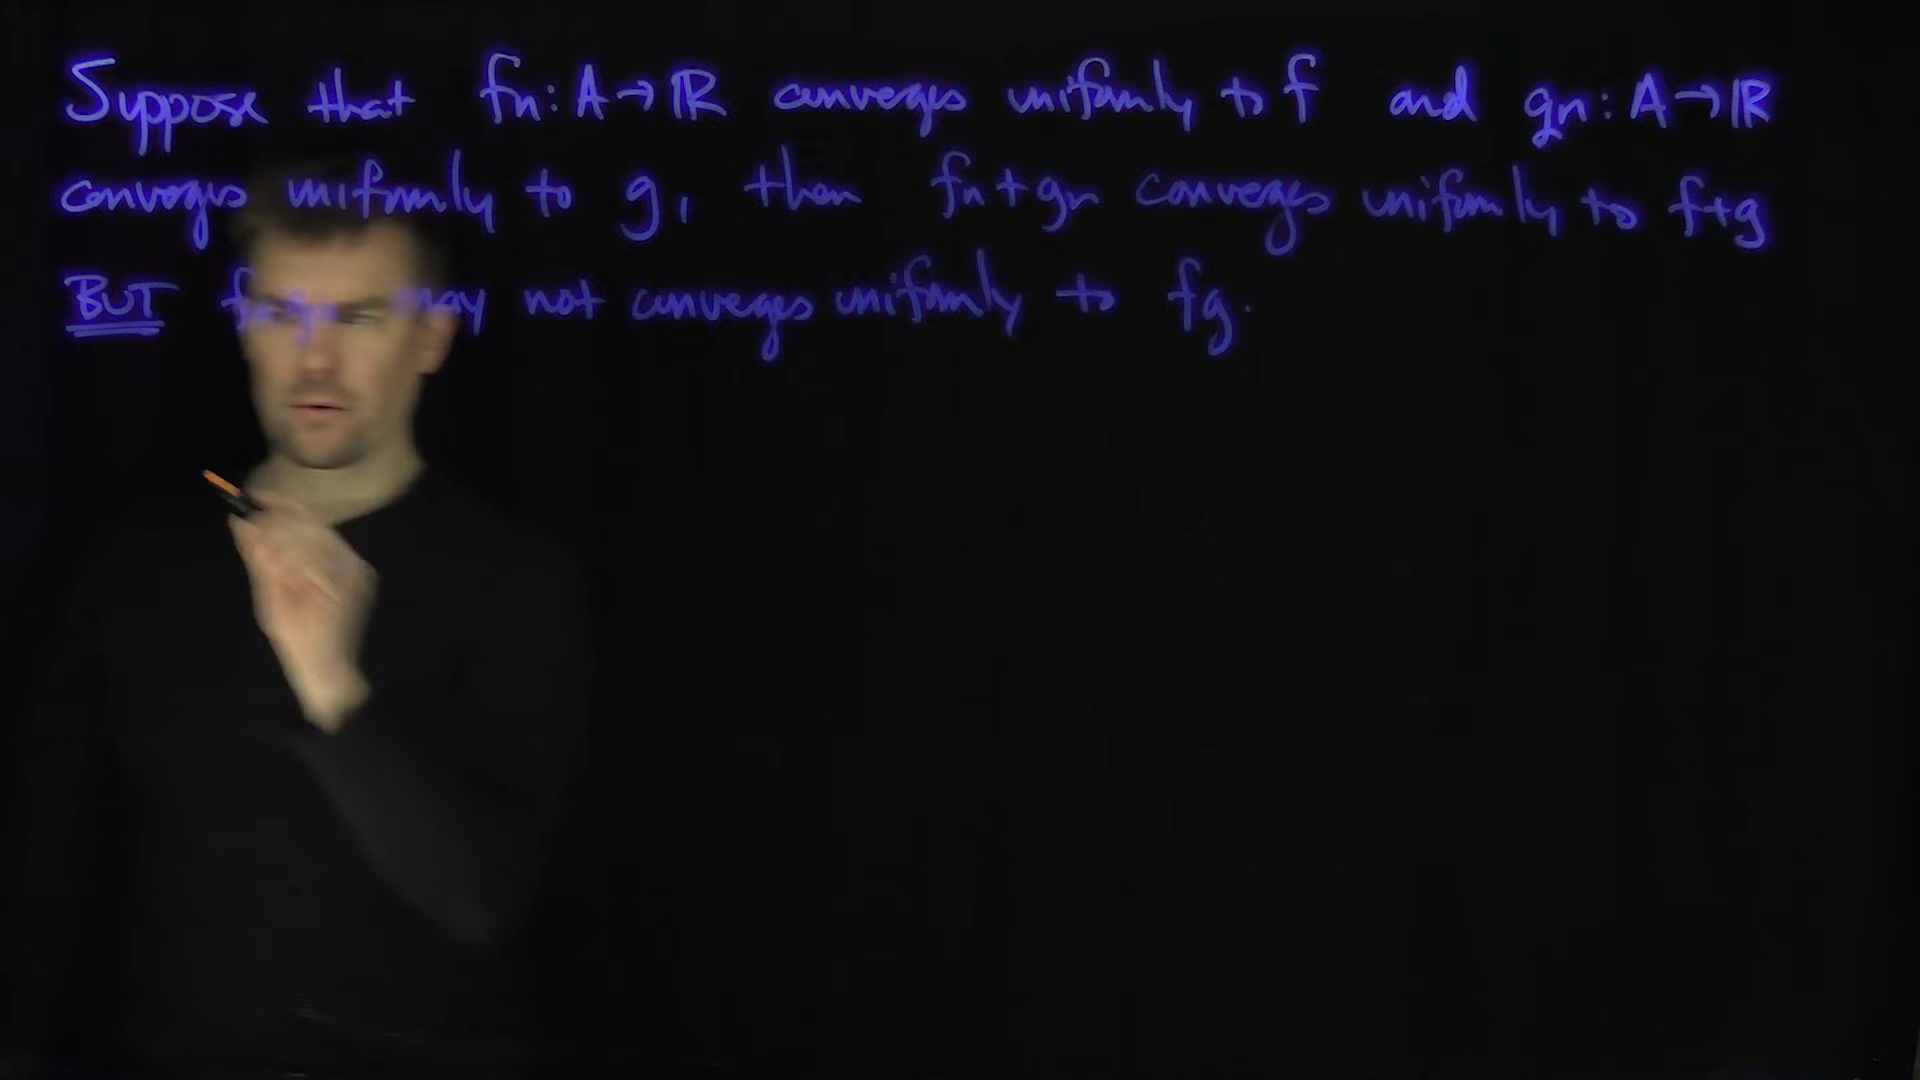 Suppose that fn: A→ℝ converges uniformly to f and gn: A→ℝ
converges uniformly to g, then fn+gn converges uniformly to f+g
BUT fngn may not converges uniformly to fg.